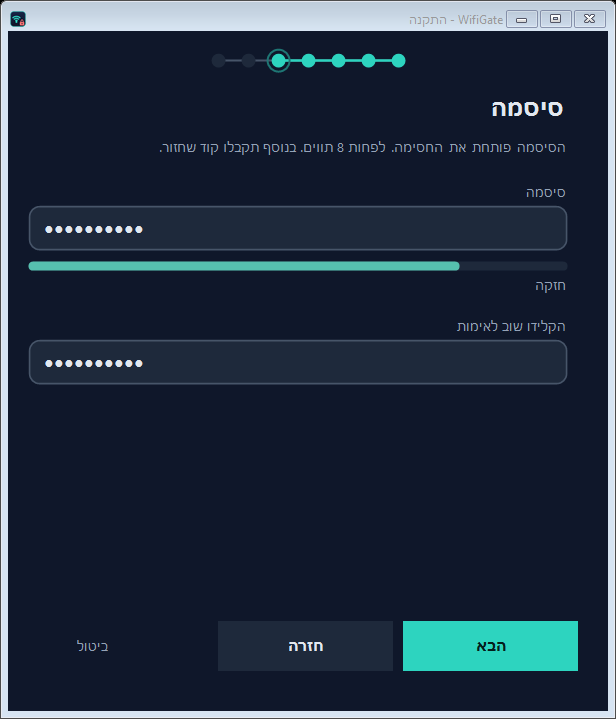 WifiGate - התקנה
סיסמה
הסיסמה פותחת את החסימה. לפחות 8 תווים. בנוסף תקבלו קוד שחזור.
סיסמה
●●●●●●●●●●
חזקה
הקלידו שוב לאימות
●●●●●●●●●●
הבא
חזרה
ביטול